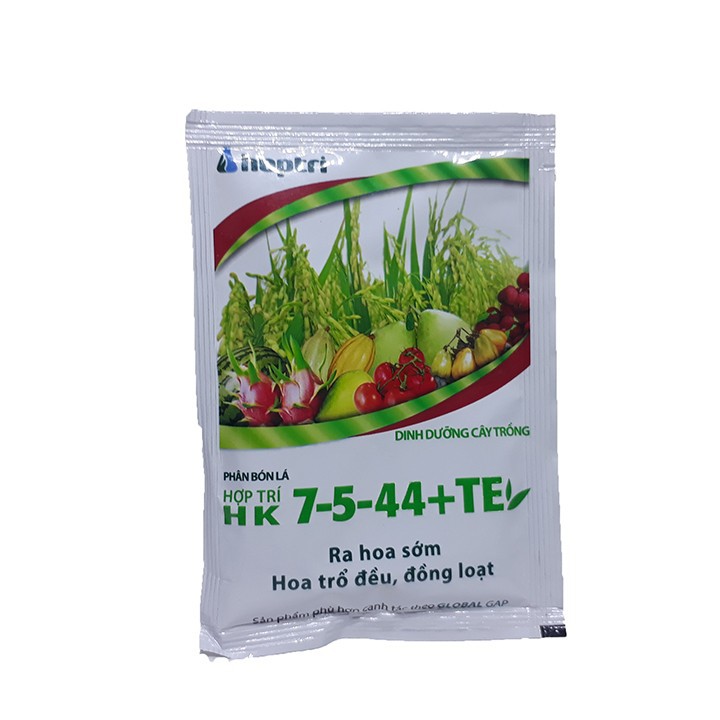 hoptri
DINH DƯỠNG CÂY TRỒNG
PHÂN BÓN LÁ
HỢP TRÍ
HK 7-5-44+TE
Ra hoa sớm
Hoa trổ đều, đồng loạt
Sản phẩm phù hợp canh tác theo GLOBAL GAP